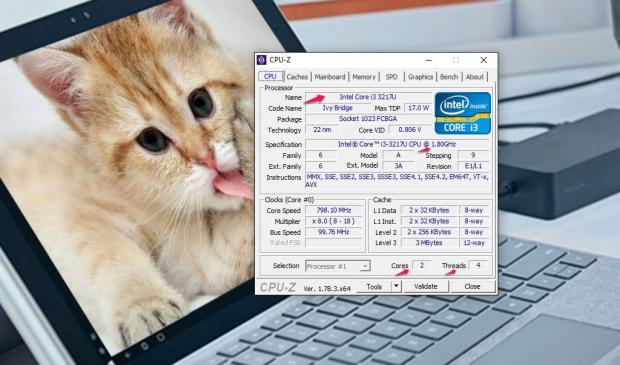 CPU-Z
CPU Caches Mainboard Memory SPD Graphics Bench About
Processor
Name Intel Core i3 3217U
Code Name Ivy Bridge Max TDP 17.0 W
Package Socket 1023 FCBGA
Technology 22 nm Core VID 0.806 V
intel inside
CORE i3
Specification Intel® Core™ i3-3217U CPU @ 1.80GHz
Family 6 Model A Stepping 9
Ext. Family 6 Ext. Model 3A Revision E1/L1
Instructions MMX, SSE, SSE2, SSE3, SSSE3, SSE4.1, SSE4.2, EM64T, VT-x,
AVX
Clocks (Core #0)
Core Speed 798.10 MHz
Multiplier x 8.0 ( 8 - 18 )
Bus Speed 99.76 MHz
Rated FSB
Cache
L1 Data 2 x 32 KBytes 8-way
L1 Inst. 2 x 32 KBytes 8-way
Level 2 2 x 256 KBytes 8-way
Level 3 3 MBytes 12-way
Selection Processor #1 Cores 2 Threads 4
CPU-Z Ver. 1.78.3.x64 Tools Validate Close